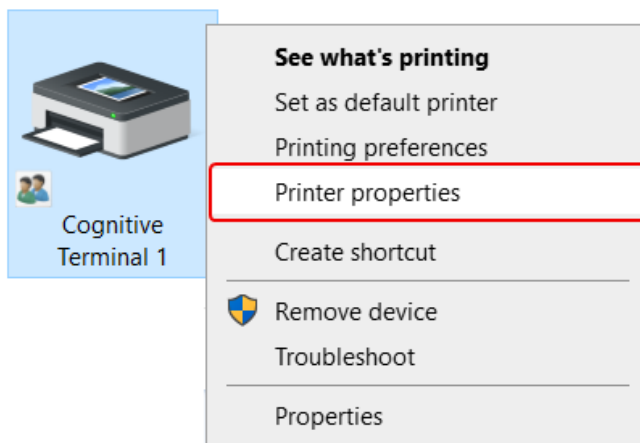 Cognitive
Terminal 1
See what's printing
Set as default printer
Printing preferences
Printer properties
Create shortcut
Remove device
Troubleshoot
Properties